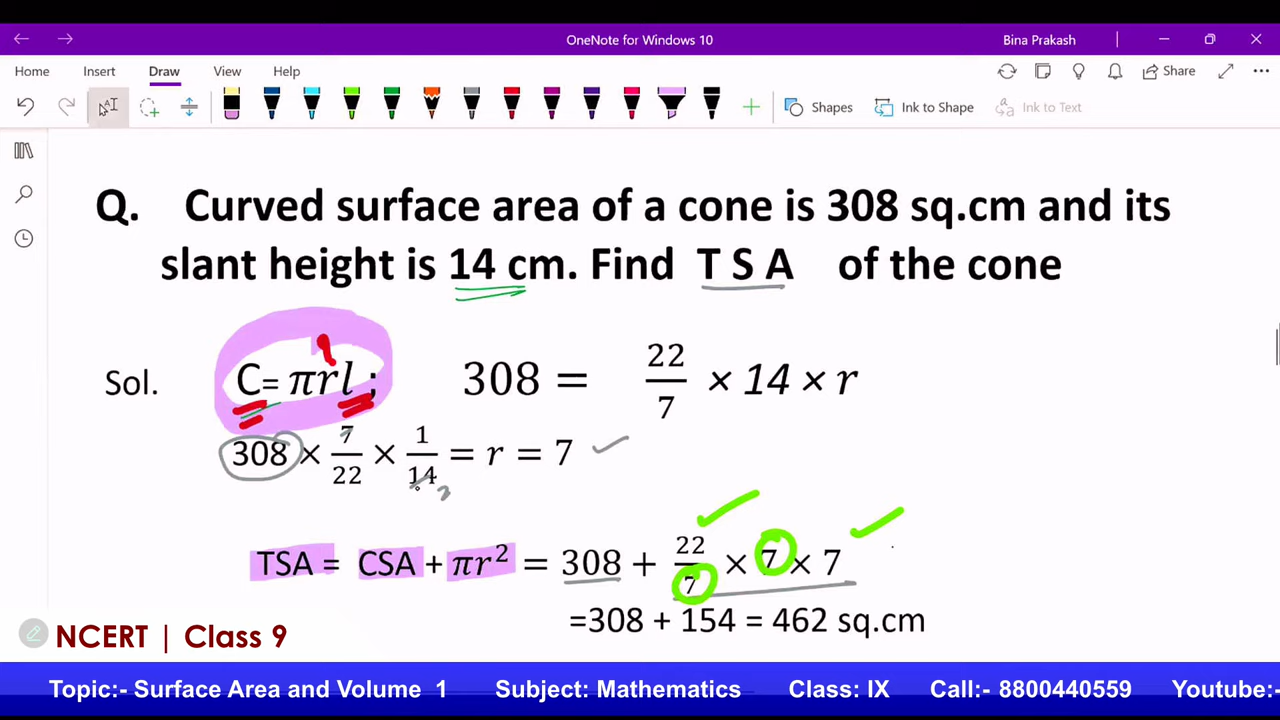 OneNote for Windows 10 Bina Prakash
Home Insert Draw View Help Share
Shapes Ink to Shape Ink to Text
Q. Curved surface area of a cone is 308 sq.cm and its
slant height is 14 cm. Find T S A of the cone
Sol. C= πrl ; 308 = 22/7 × 14 × r
308 × 7/22 × 1/14 = r = 7
2
TSA = CSA + πr² = 308 + 22/7 × 7 × 7
=308 + 154 = 462 sq.cm
NCERT | Class 9
Topic:- Surface Area and Volume 1 Subject: Mathematics Class: IX Call:- 8800440559 Youtube:-